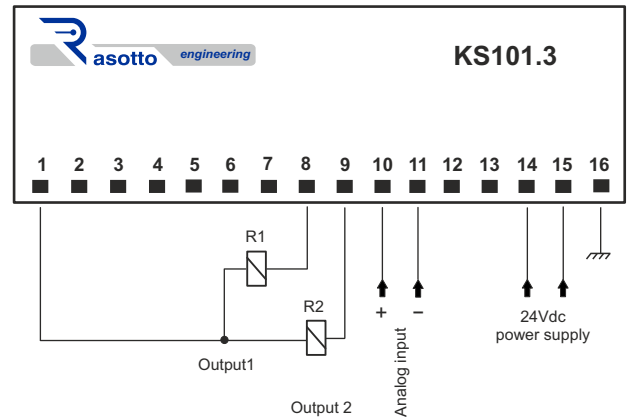 Rasotto engineering
KS101.3
1 2 3 4 5 6 7 8 9 10 11 12 13 14 15 16
R1
R2
+ −
Output1
Analog input
24Vdc
power supply
Output 2